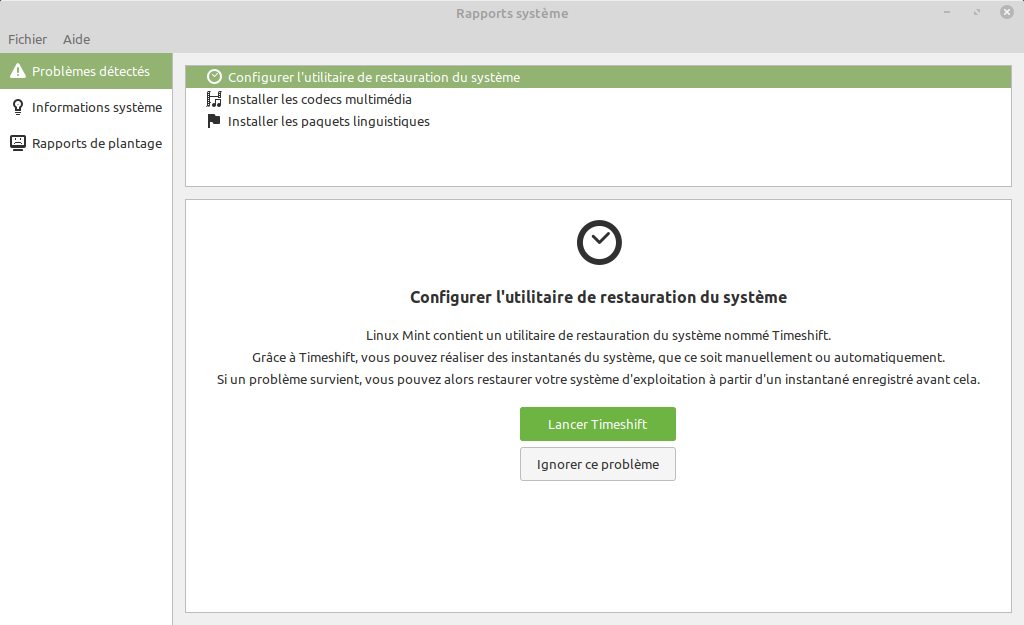 Rapports système
Fichier Aide
Problèmes détectés
Informations système
Rapports de plantage
Configurer l'utilitaire de restauration du système
Installer les codecs multimédia
Installer les paquets linguistiques
Configurer l'utilitaire de restauration du système
Linux Mint contient un utilitaire de restauration du système nommé Timeshift.
Grâce à Timeshift, vous pouvez réaliser des instantanés du système, que ce soit manuellement ou automatiquement.
Si un problème survient, vous pouvez alors restaurer votre système d'exploitation à partir d'un instantané enregistré avant cela.
Lancer Timeshift
Ignorer ce problème